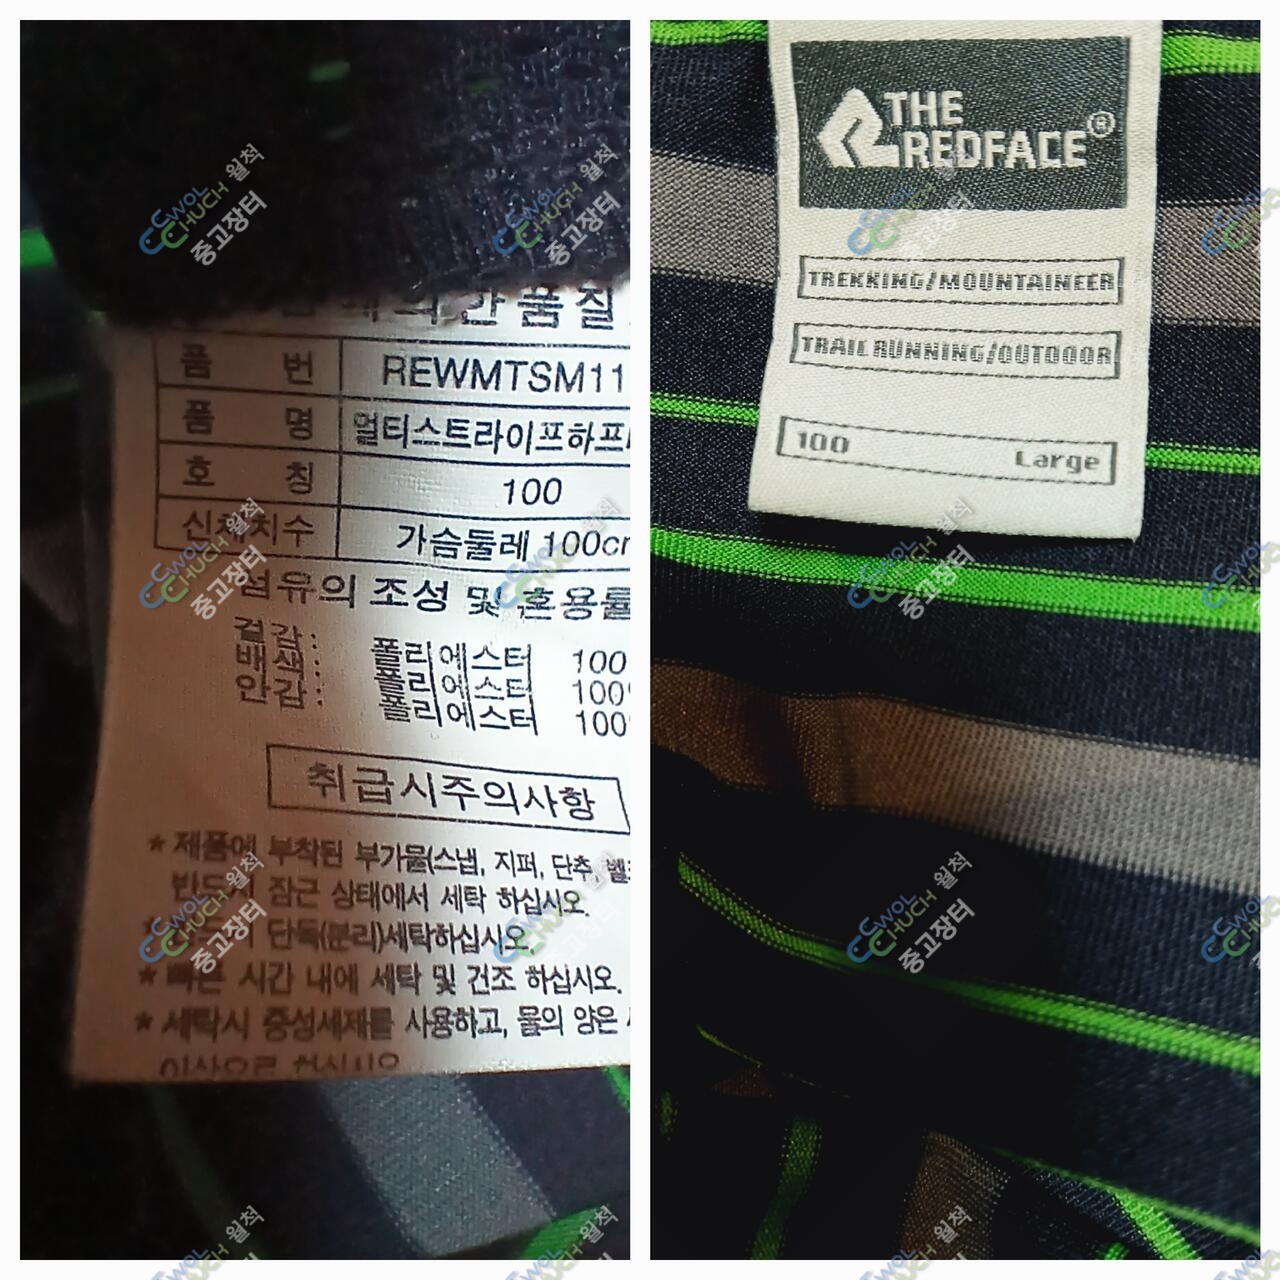 품질
품 번 REWMTSM11
품 명 멀티스트라이프하프
호 칭 100
신체치수 가슴둘레 100cm
섬유의 조성 및 혼용률
겉감: 폴리에스터 100
배색: 폴리에스터 100%
안감: 폴리에스터 100
취급시주의사항
* 제품에 부착된 부가물(스냅, 지퍼, 단추,
반드시 잠근 상태에서 세탁 하십시오.
단독(분리)세탁하십시오,
* 빠른 시간 내에 세탁 및 건조 하십시오.
* 세탁시 중성세제를 사용하고, 물의 양은
THE
REDFACE®
TREKKING/MOUNTAINEER
TRAILRUNNING/OUTDOOR
100 Large
CWOL
CHUCH 월척
중고장터